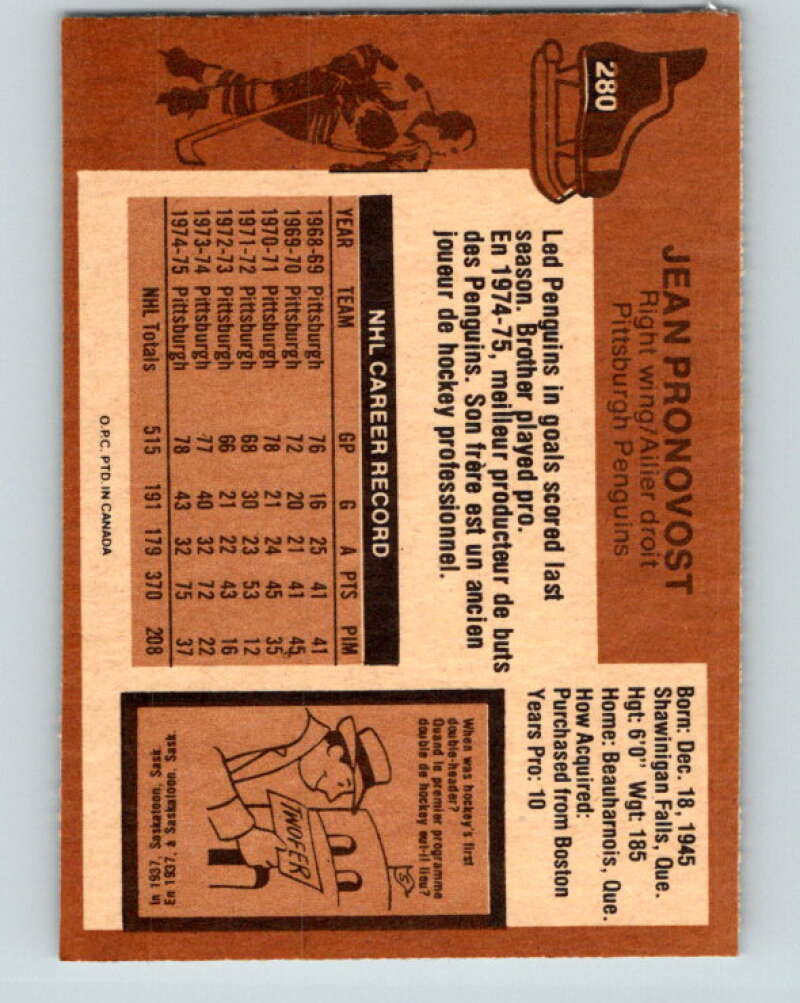 280
JEAN PRONOVOST
Right wing/Ailier droit
Pittsburgh Penguins
Born: Dec. 18, 1945
Shawinigan Falls, Que.
Hgt: 6'0" Wgt: 185
Home: Beauharnois, Que.
How Acquired:
Purchased from Boston
Years Pro: 10
Led Penguins in goals scored last
season. Brother played pro.
En 1974-75, meilleur producteur de buts
des Penguins. Son frère est un ancien
joueur de hockey professionnel.
NHL CAREER RECORD
YEAR TEAM GP G A PTS PIM
1968-69 Pittsburgh 76 16 25 41 41
1969-70 Pittsburgh 72 20 21 41 45
1970-71 Pittsburgh 78 21 24 45 35
1971-72 Pittsburgh 68 30 23 53 12
1972-73 Pittsburgh 66 21 22 43 16
1973-74 Pittsburgh 77 40 32 72 22
1974-75 Pittsburgh 78 43 32 75 37
NHL Totals 515 191 179 370 208
When was hockey's first
double-header?
Quand le premier programme
double de hockey eut-il lieu?
TWOFER
In 1937, Saskatoon, Sask.
En 1937, à Saskatoon, Sask.
O.P.C. PTD. IN CANADA